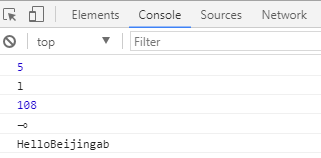 Elements Console Sources Network
top ▼ Filter
5
l
108
⊸
HelloBeijingab